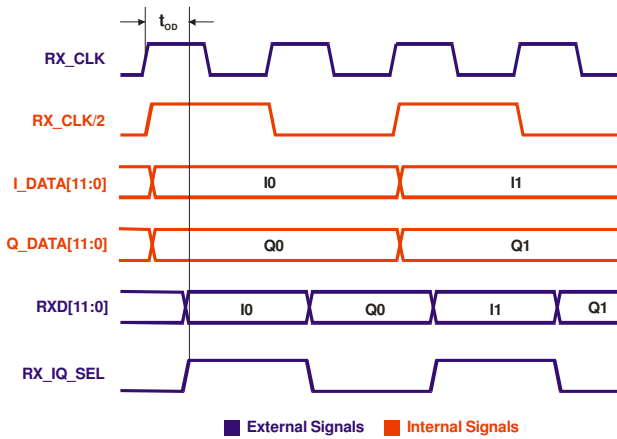 tOD
RX_CLK
RX_CLK/2
I_DATA[11:0] I0 I1
Q_DATA[11:0] Q0 Q1
RXD[11:0] I0 Q0 I1 Q1
RX_IQ_SEL
External Signals Internal Signals